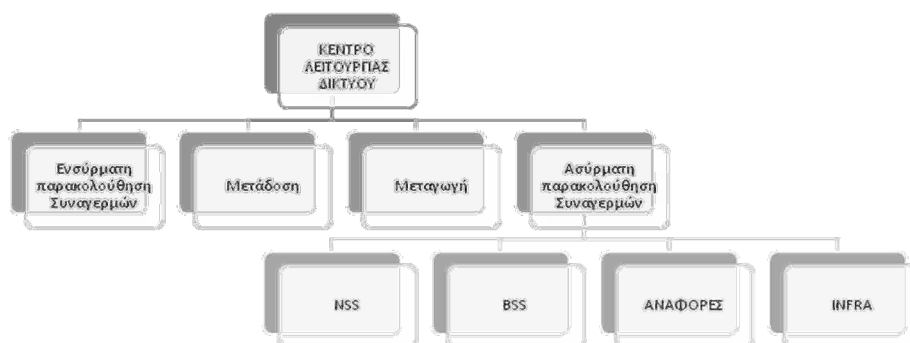 ΚΕΝΤΡΟ
ΛΕΙΤΟΥΡΓΙΑΣ
ΔΙΚΤΥΟΥ
Ενσύρματη
παρακολούθηση
Συναγερμών
Μετάδοση
Μεταγωγή
Ασύρματη
παρακολούθηση
Συναγερμών
NSS
BSS
ΑΝΑΦΟΡΕΣ
INFRA